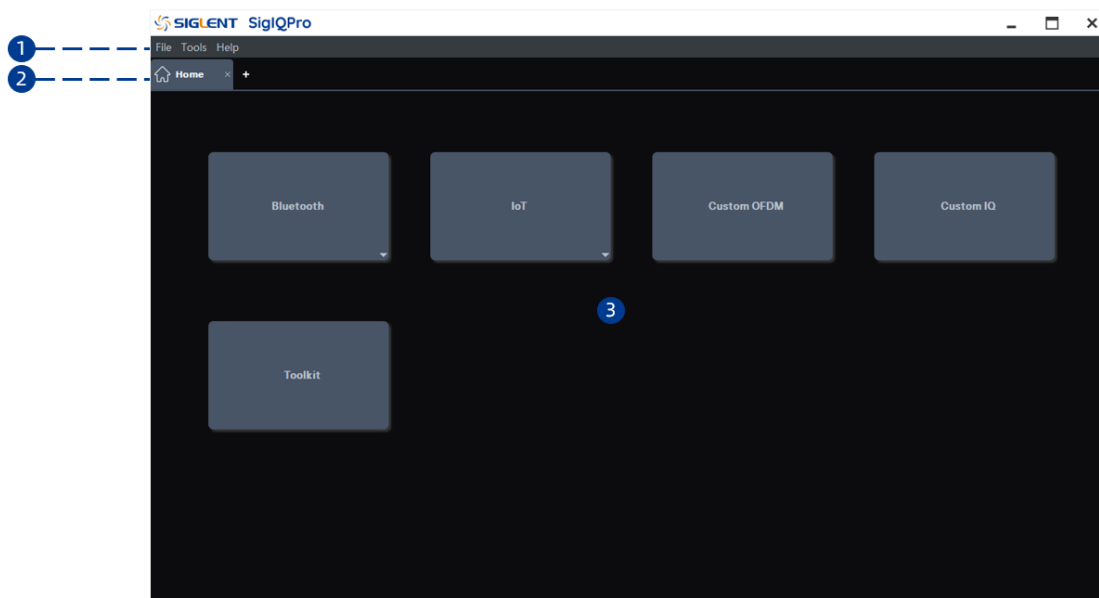 SIGLENT SigIQPro
1
File Tools Help
2
Home × +
Bluetooth
IoT
Custom OFDM
Custom IQ
3
Toolkit